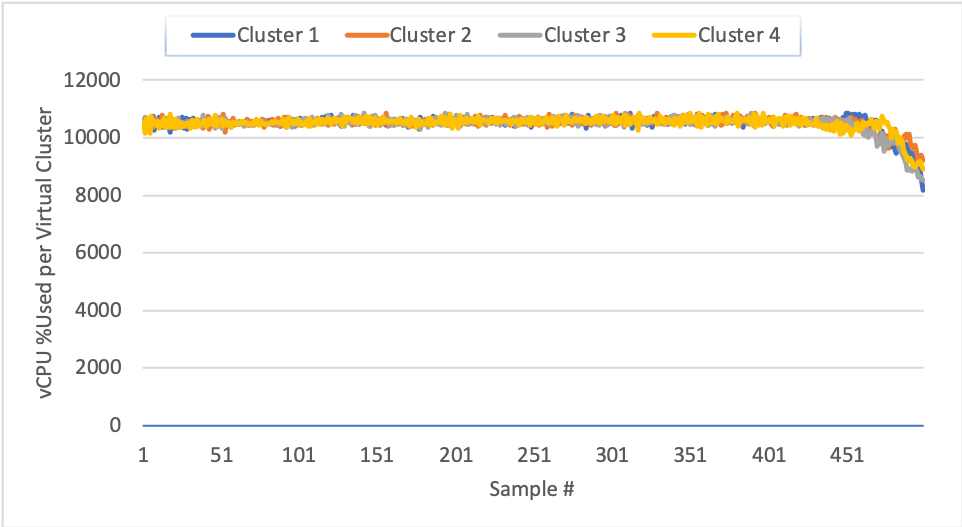 Cluster 1 Cluster 2 Cluster 3 Cluster 4
12000
10000
8000
6000
4000
2000
0
vCPU %Used per Virtual Cluster
1 51 101 151 201 251 301 351 401 451
Sample #